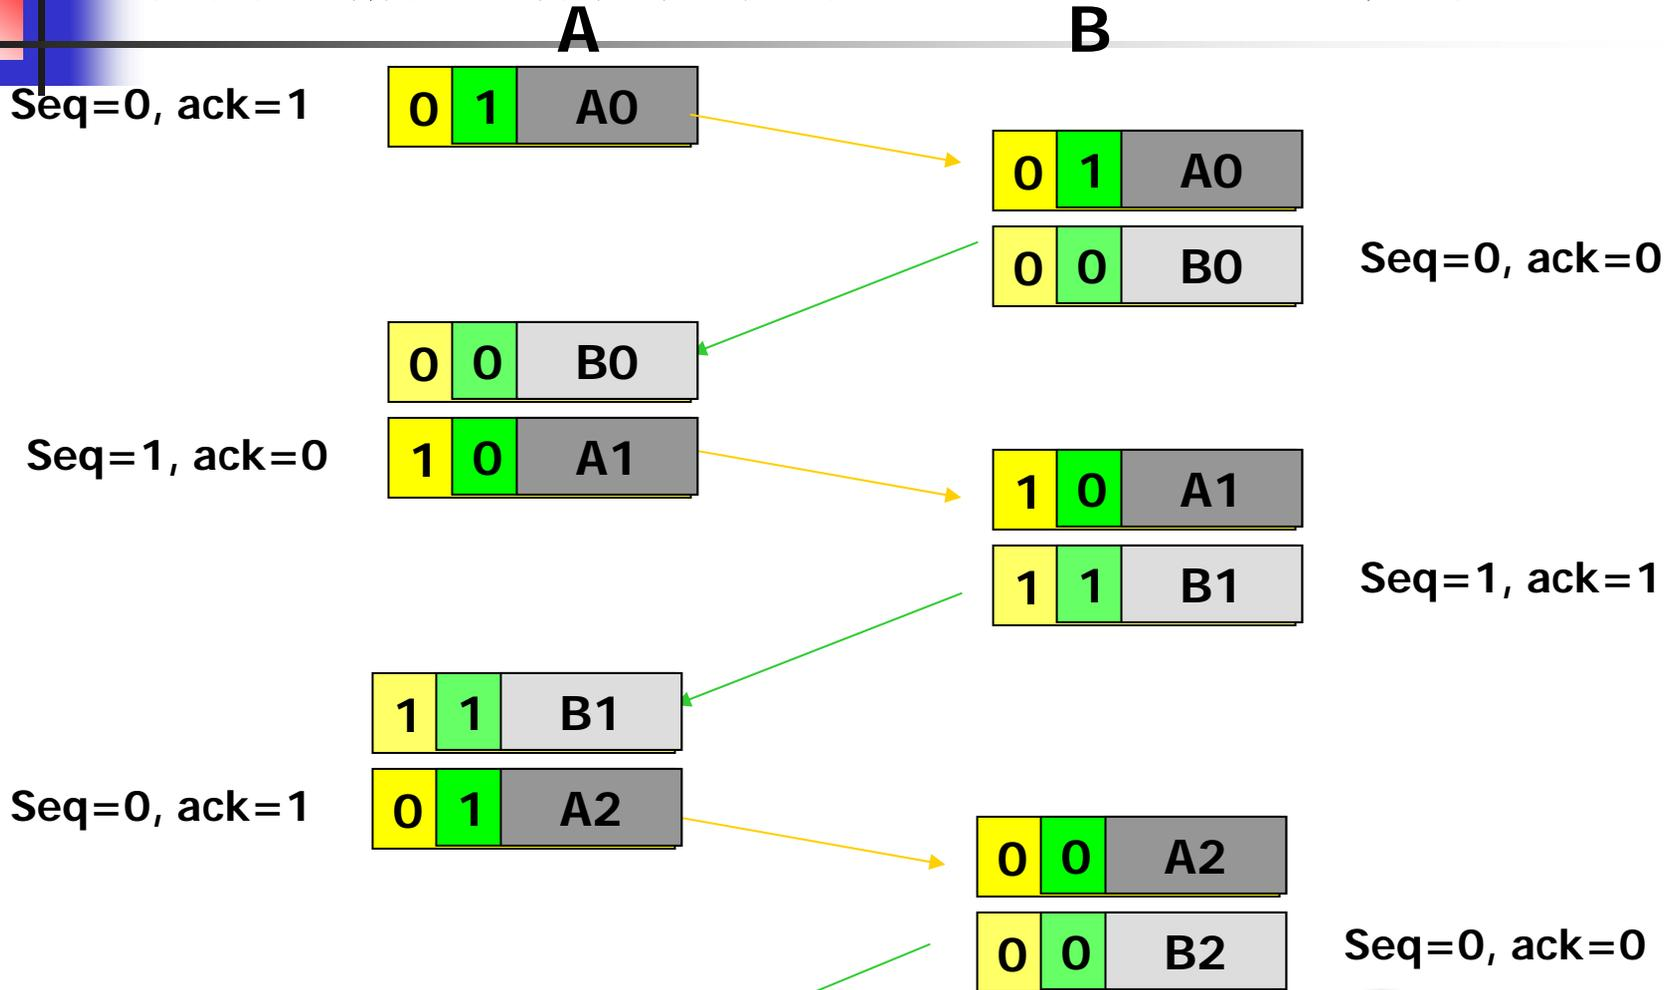 A B
Seq=0, ack=1 0 1 A0
0 1 A0
0 0 B0 Seq=0, ack=0
0 0 B0
Seq=1, ack=0 1 0 A1
1 0 A1
1 1 B1 Seq=1, ack=1
1 1 B1
Seq=0, ack=1 0 1 A2
0 0 A2
0 0 B2 Seq=0, ack=0